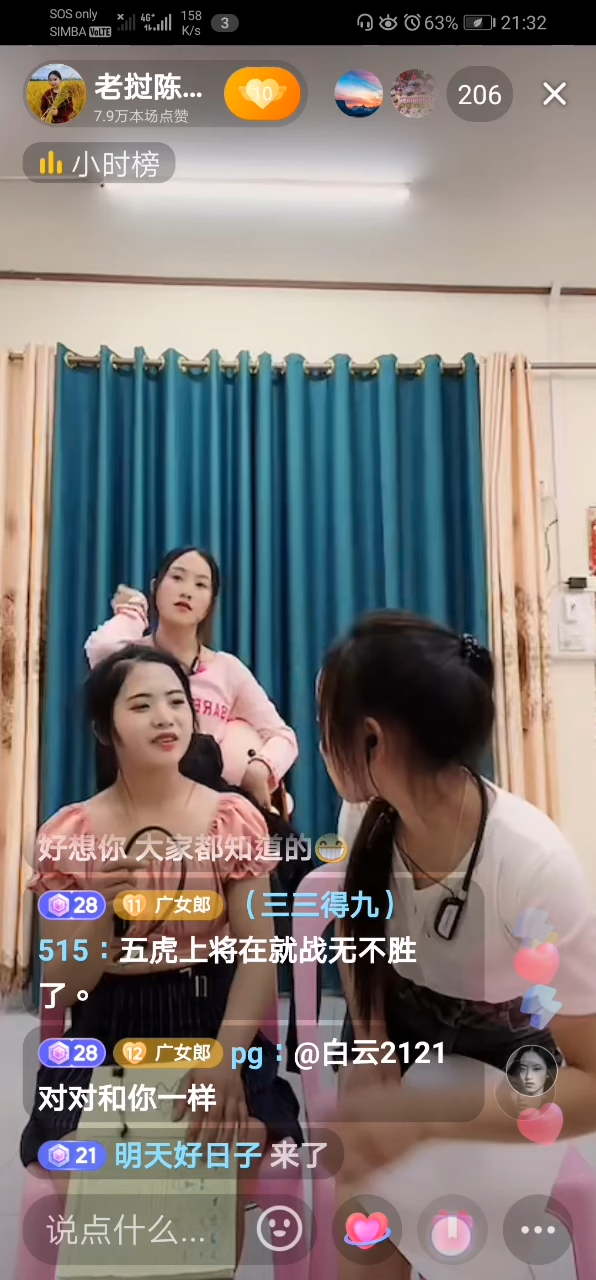 SOS only
SIMBA VoLTE
4G+
158
K/s
3
63%
21:32
老挝陈...
7.9万本场点赞
10
206
小时榜
好想你 大家都知道的😁
28 11 广女郎 （三三得九）
515：五虎上将在就战无不胜
了。
28 12 广女郎 pg：@白云2121
对对和你一样
21 明天好日子 来了
说点什么...